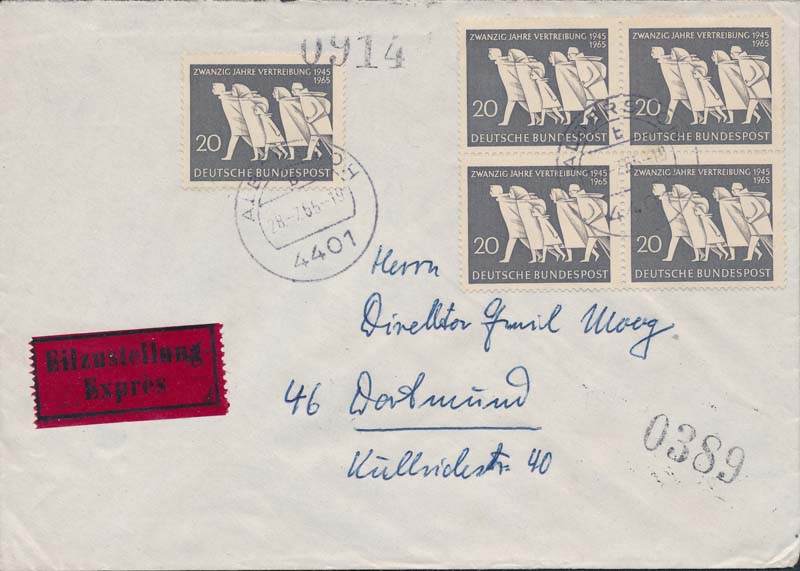 0914
ZWANZIG JAHRE VERTREIBUNG 1945
1965
20
DEUTSCHE BUNDESPOST
ZWANZIG JAHRE VERTREIBUNG 1945
1965
20
DEUTSCHE BUNDESPOST
ZWANZIG JAHRE VERTREIBUNG 1945
1965
20
DEUTSCHE BUNDESPOST
ZWANZIG JAHRE VERTREIBUNG 1945
1965
20
DEUTSCHE BUNDESPOST
ZWANZIG JAHRE VERTREIBUNG 1945
1965
20
DEUTSCHE BUNDESPOST
4401
Herrn
Direktor Emil Moog
46 Dortmund
40
Eilzustellung
Exprès
0389